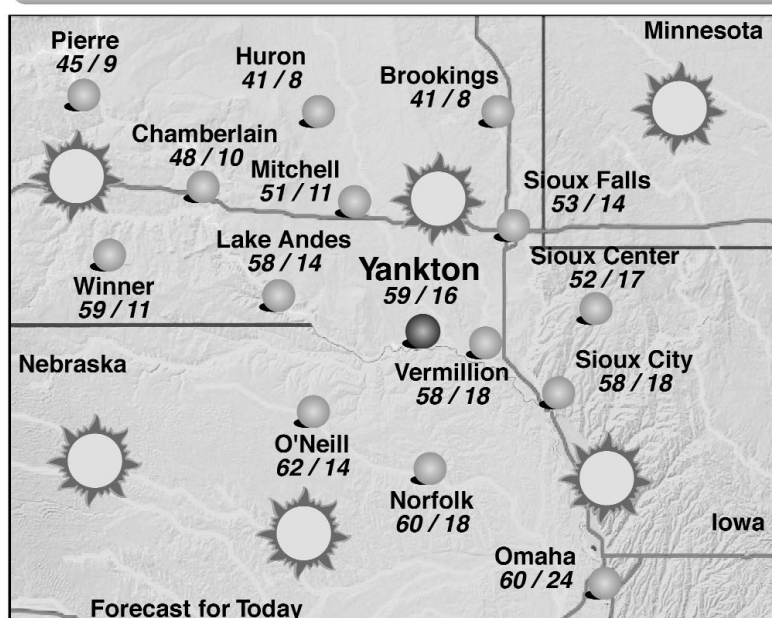 Minnesota
Pierre
45 / 9
Huron
41 / 8
Brookings
41 / 8
Chamberlain
48 / 10
Mitchell
51 / 11
Sioux Falls
53 / 14
Lake Andes
58 / 14
Yankton
59 / 16
Sioux Center
52 / 17
Winner
59 / 11
Nebraska
Vermillion
58 / 18
Sioux City
58 / 18
O'Neill
62 / 14
Norfolk
60 / 18
Iowa
Omaha
60 / 24
Forecast for Today